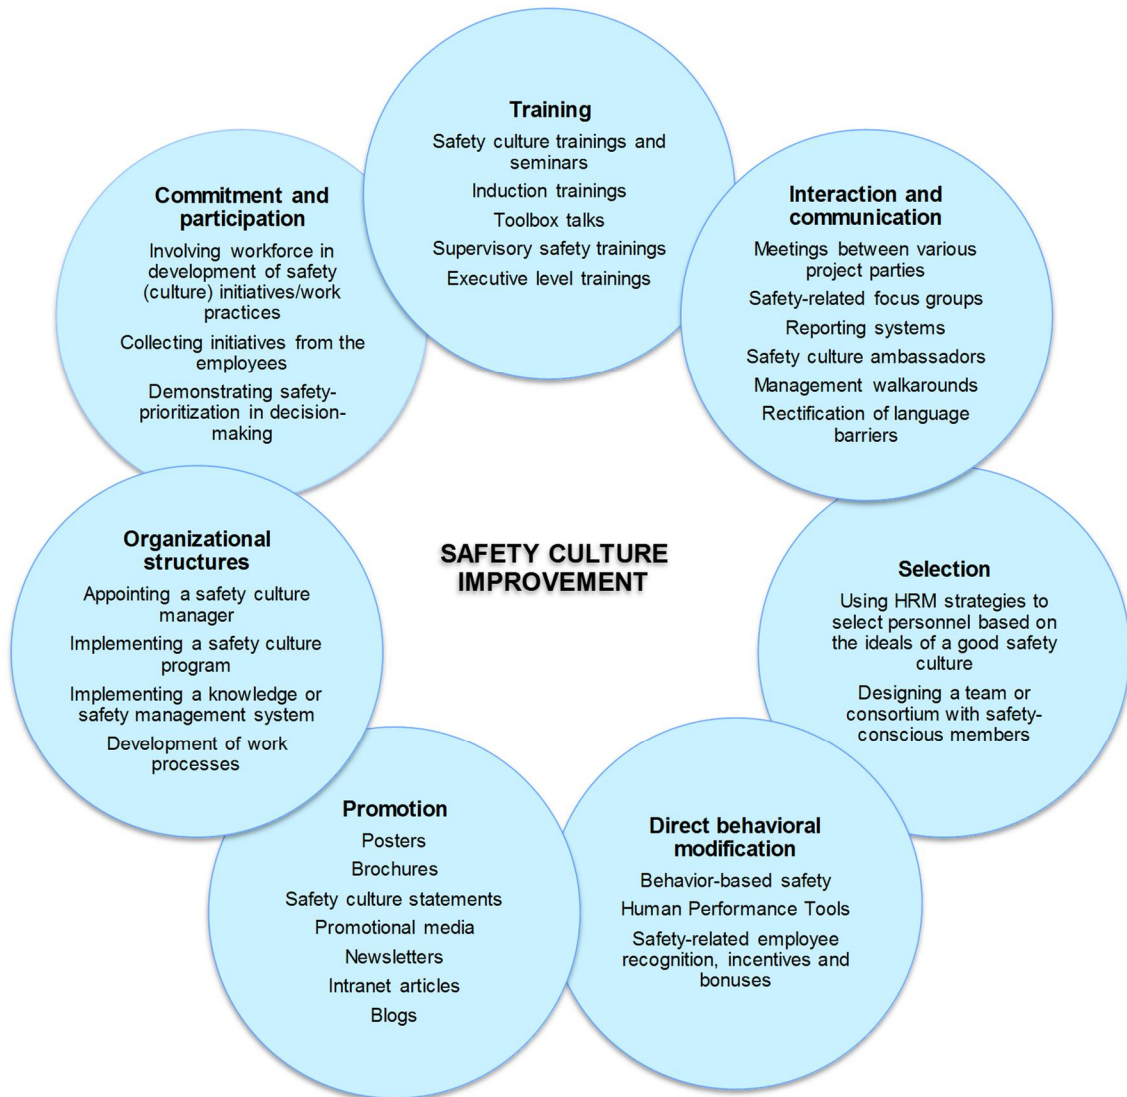 Training
Safety culture trainings and
seminars
Induction trainings
Toolbox talks
Supervisory safety trainings
Executive level trainings
Interaction and
communication
Meetings between various
project parties
Safety-related focus groups
Reporting systems
Safety culture ambassadors
Management walkarounds
Rectification of language
barriers
Selection
Using HRM strategies to
select personnel based on
the ideals of a good safety
culture
Designing a team or
consortium with safety-
conscious members
Direct behavioral
modification
Behavior-based safety
Human Performance Tools
Safety-related employee
recognition, incentives and
bonuses
Promotion
Posters
Brochures
Safety culture statements
Promotional media
Newsletters
Intranet articles
Blogs
Organizational
structures
Appointing a safety culture
manager
Implementing a safety culture
program
Implementing a knowledge or
safety management system
Development of work
processes
Commitment and
participation
Involving workforce in
development of safety
(culture) initiatives/work
practices
Collecting initiatives from the
employees
Demonstrating safety-
prioritization in decision-
making
SAFETY CULTURE
IMPROVEMENT